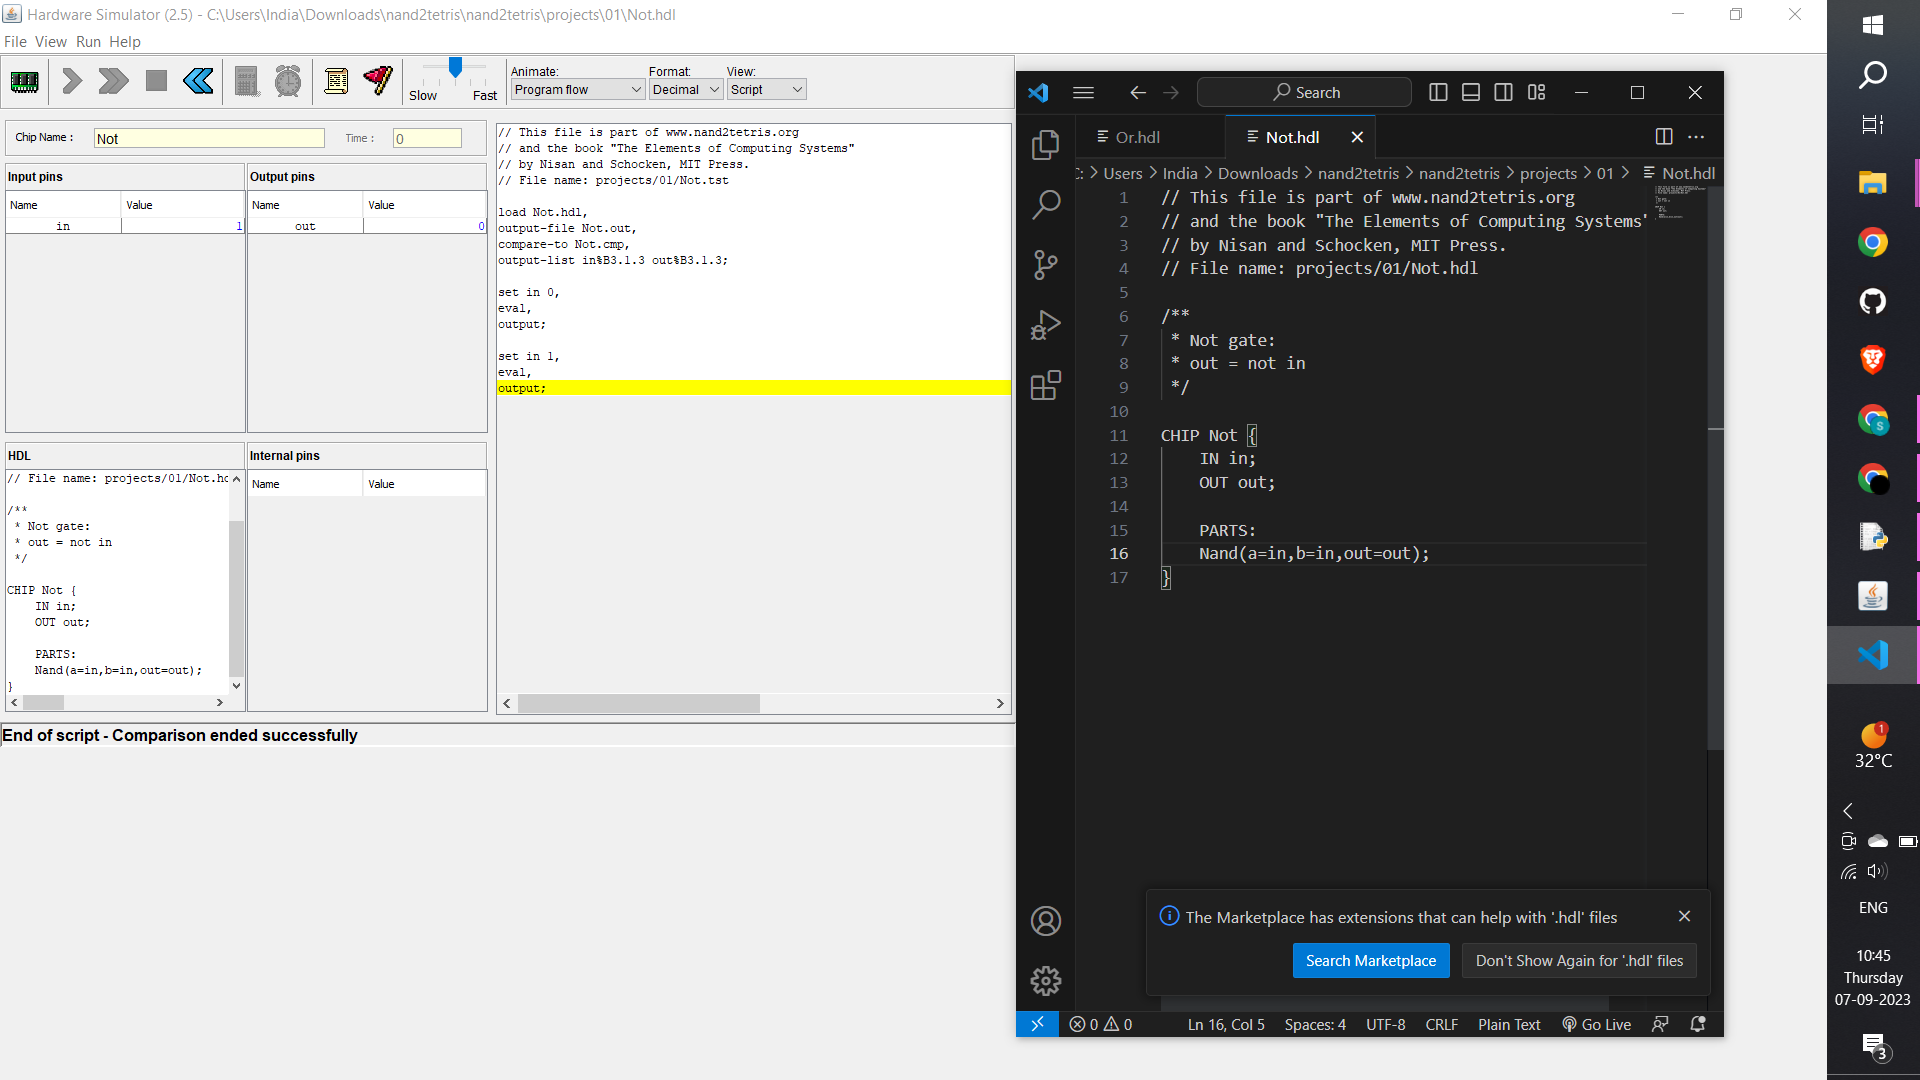 Hardware Simulator (2.5) - C:\Users\India\Downloads\nand2tetris\nand2tetris\projects\01\Not.hdl
File View Run Help
Slow Fast
Animate: Format: View:
Program flow Decimal Script
Chip Name : Not Time : 0
Input pins Output pins
Name Value Name Value
in 1 out 0
HDL Internal pins
Name Value
// File name: projects/01/Not.hd
/**
* Not gate:
* out = not in
*/
CHIP Not {
IN in;
OUT out;
PARTS:
Nand(a=in,b=in,out=out);
}
// This file is part of www.nand2tetris.org
// and the book "The Elements of Computing Systems"
// by Nisan and Schocken, MIT Press.
// File name: projects/01/Not.tst
load Not.hdl,
output-file Not.out,
compare-to Not.cmp,
output-list in%B3.1.3 out%B3.1.3;
set in 0,
eval,
output;
set in 1,
eval,
output;
End of script - Comparison ended successfully
Search
Or.hdl Not.hdl
C: > Users > India > Downloads > nand2tetris > nand2tetris > projects > 01 > Not.hdl
1 // This file is part of www.nand2tetris.org
2 // and the book "The Elements of Computing Systems"
3 // by Nisan and Schocken, MIT Press.
4 // File name: projects/01/Not.hdl
5
6 /**
7 * Not gate:
8 * out = not in
9 */
10
11 CHIP Not {
12 IN in;
13 OUT out;
14
15 PARTS:
16 Nand(a=in,b=in,out=out);
17 }
The Marketplace has extensions that can help with '.hdl' files
Search Marketplace Don't Show Again for '.hdl' files
0 0 Ln 16, Col 5 Spaces: 4 UTF-8 CRLF Plain Text Go Live
S
1
32°C
ENG
10:45
Thursday
07-09-2023
3